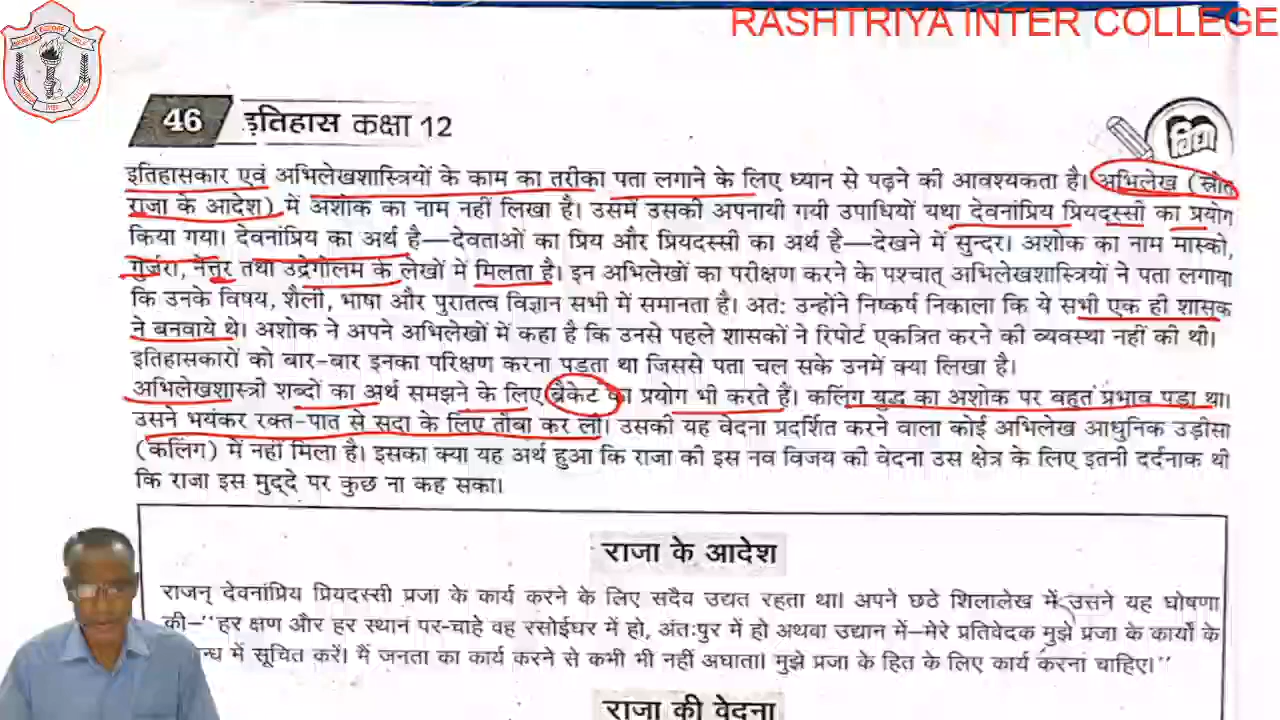 RASHTRIYA INTER COLLEGE
46 इतिहास कक्षा 12
विद्या
इतिहासकार एवं अभिलेखशास्त्रियों के काम का तरीका पता लगाने के लिए ध्यान से पढ़ने की आवश्यकता है। अभिलेख (स्रोत
राजा के आदेश) में अशोक का नाम नहीं लिखा है। उसमें उसकी अपनायी गयी उपाधियों यथा देवनांप्रिय प्रियदस्सी का प्रयोग
किया गया। देवनांप्रिय का अर्थ है—देवताओं का प्रिय और प्रियदस्सी का अर्थ है—देखने में सुन्दर। अशोक का नाम मास्को,
गुर्जरा, नेत्तूर तथा उद्रेगोलम के लेखों में मिलता है। इन अभिलेखों का परीक्षण करने के पश्चात् अभिलेखशास्त्रियों ने पता लगाया
कि उनके विषय, शैली, भाषा और पुरातत्व विज्ञान सभी में समानता है। अतः उन्होंने निष्कर्ष निकाला कि ये सभी एक ही शासक
ने बनवाये थे। अशोक ने अपने अभिलेखों में कहा है कि उनसे पहले शासकों ने रिपोर्ट एकत्रित करने की व्यवस्था नहीं की थी।
इतिहासकारों को बार-बार इनका परिक्षण करना पड़ता था जिससे पता चल सके उनमें क्या लिखा है।
अभिलेखशास्त्री शब्दों का अर्थ समझने के लिए ब्रैकेट का प्रयोग भी करते हैं। कलिंग युद्ध का अशोक पर बहुत प्रभाव पड़ा था।
उसने भयंकर रक्त-पात से सदा के लिए तौबा कर ली। उसकी यह वेदना प्रदर्शित करने वाला कोई अभिलेख आधुनिक उड़ीसा
(कलिंग) में नहीं मिला है। इसका क्या यह अर्थ हुआ कि राजा की इस नव विजय की वेदना उस क्षेत्र के लिए इतनी दर्दनाक थी
कि राजा इस मुद्दे पर कुछ ना कह सका।
राजा के आदेश
राजन् देवनांप्रिय प्रियदस्सी प्रजा के कार्य करने के लिए सदैव उद्यत रहता था। अपने छठे शिलालेख में उसने यह घोषणा
की–"हर क्षण और हर स्थान पर-चाहे वह रसोईघर में हो, अंतःपुर में हो अथवा उद्यान में–मेरे प्रतिवेदक मुझे प्रजा के कार्यों के
में सूचित करें। मैं जनता का कार्य करने से कभी भी नहीं अघाता। मुझे प्रजा के हित के लिए कार्य करना चाहिए।"
राजा की वेदना